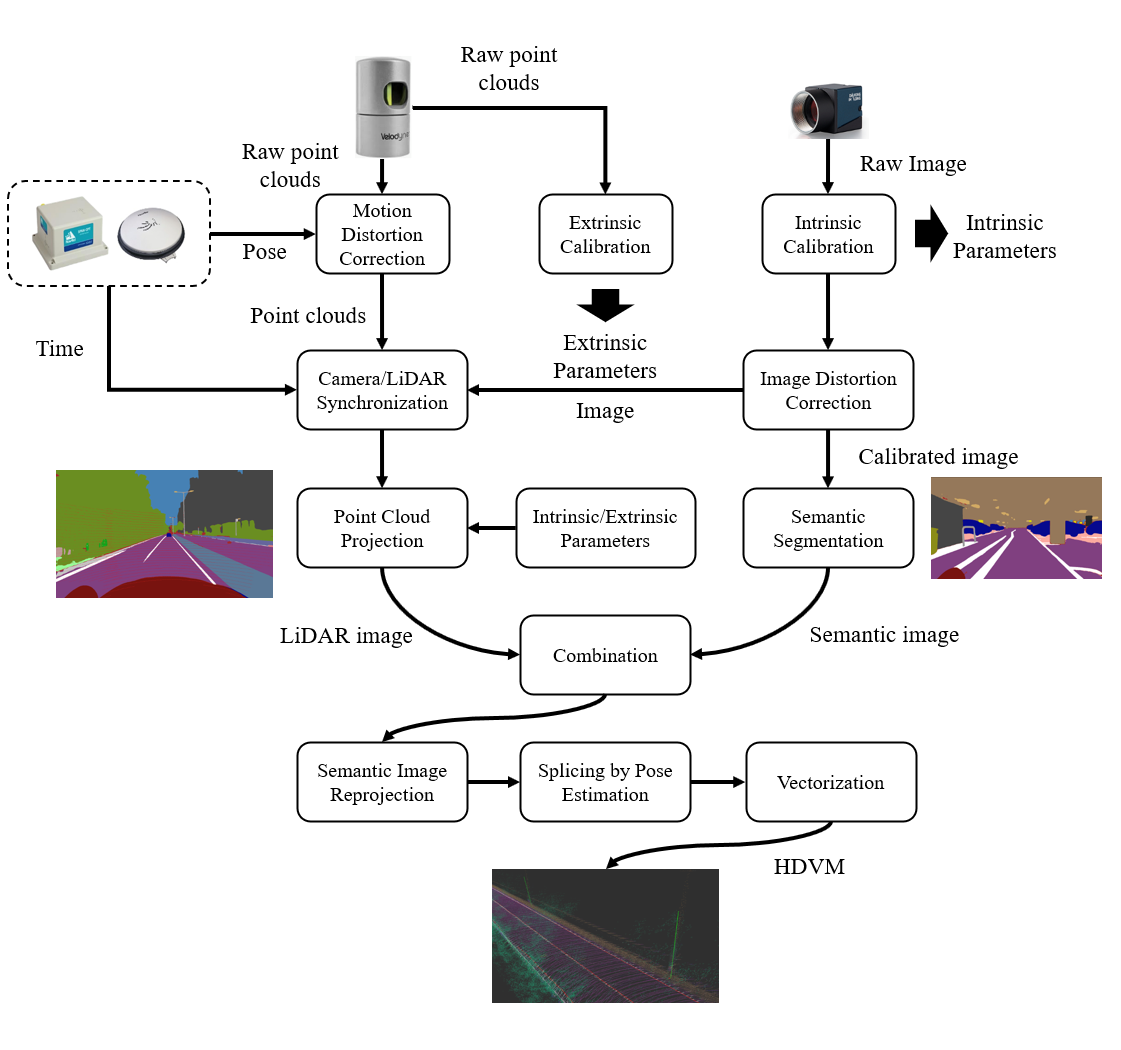 Raw point
clouds
Velodyne
Raw point
clouds
Raw Image
Motion
Distortion
Correction
Extrinsic
Calibration
Intrinsic
Calibration
Intrinsic
Parameters
Pose
Point clouds
Time
Extrinsic
Parameters
Camera/LiDAR
Synchronization
Image
Image Distortion
Correction
Calibrated image
Point Cloud
Projection
Intrinsic/Extrinsic
Parameters
Semantic
Segmentation
LiDAR image
Combination
Semantic image
Semantic Image
Reprojection
Splicing by Pose
Estimation
Vectorization
HDVM